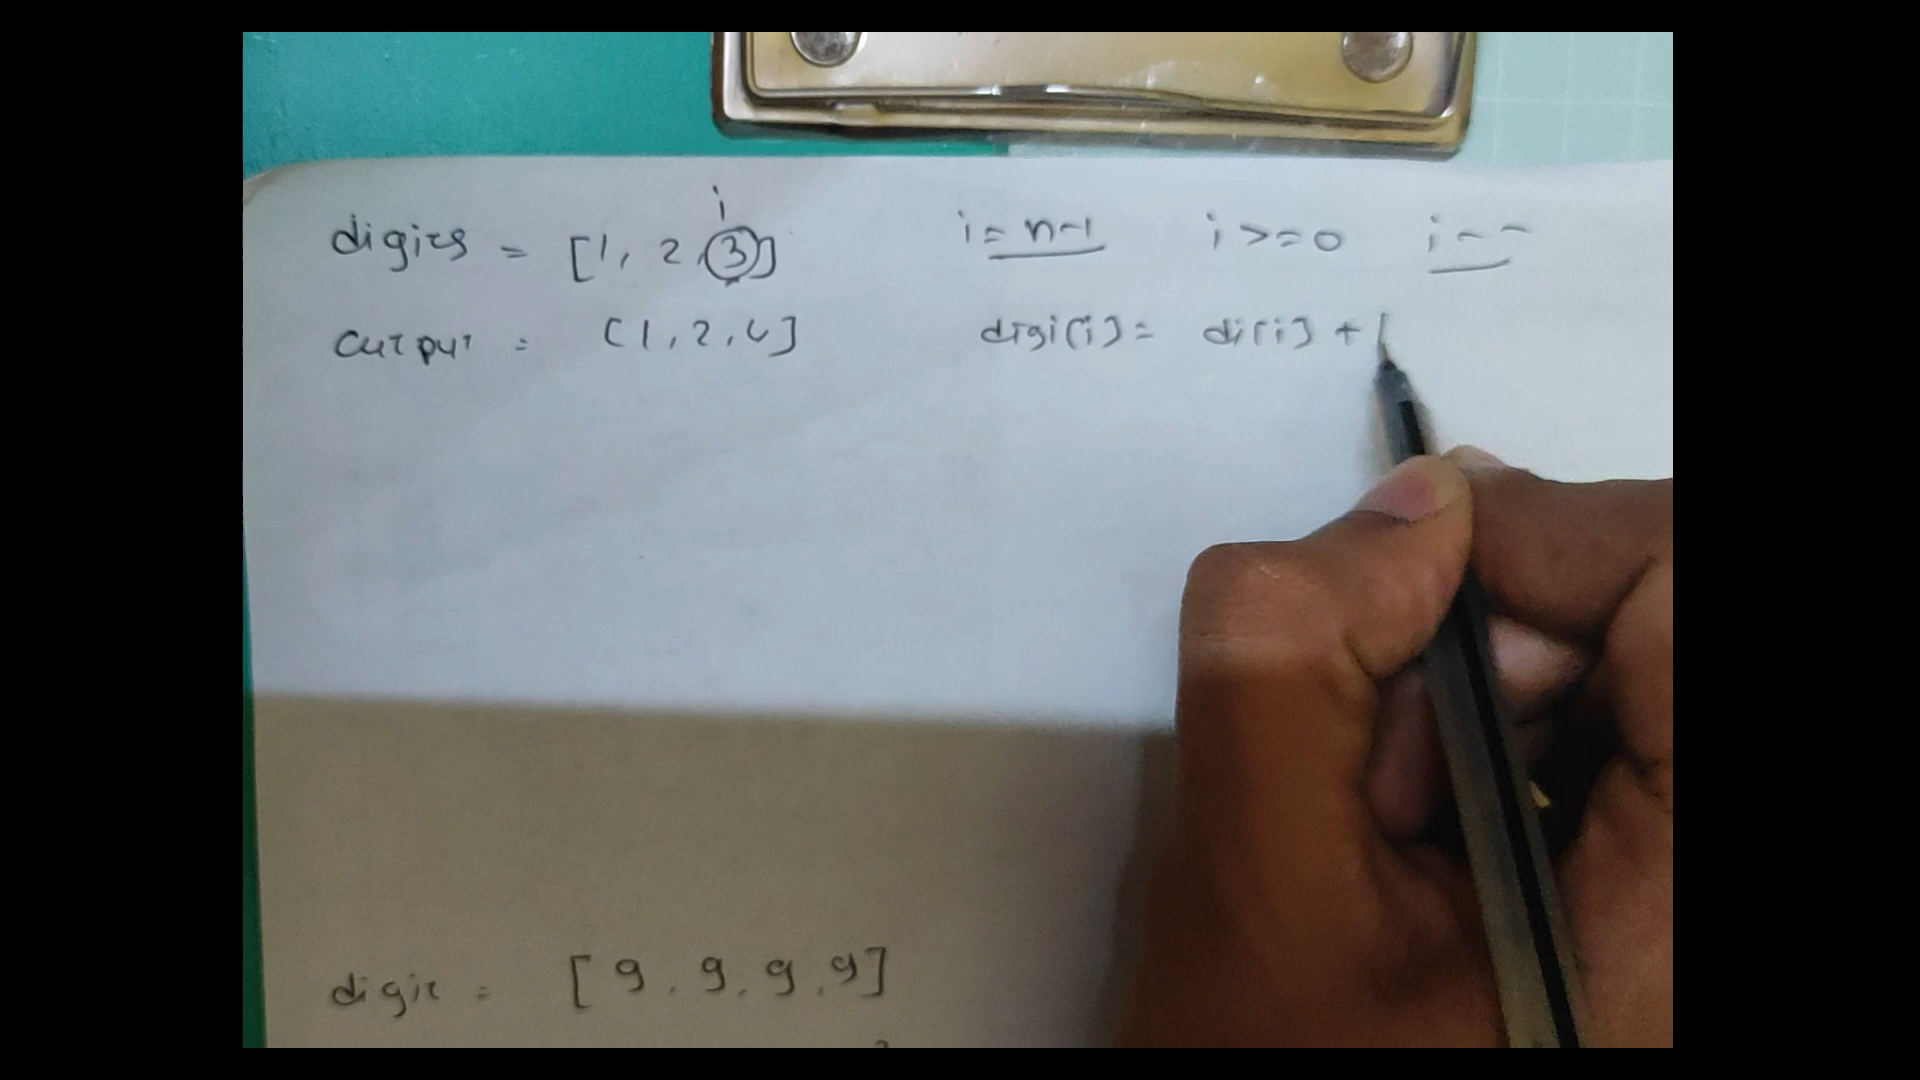 i
digits = [1, 2, 3] i = n-1 i >= 0 i--
output = [1, 2, 4] digi[i] = di[i] + 1
digit = [9, 9, 9, 9]